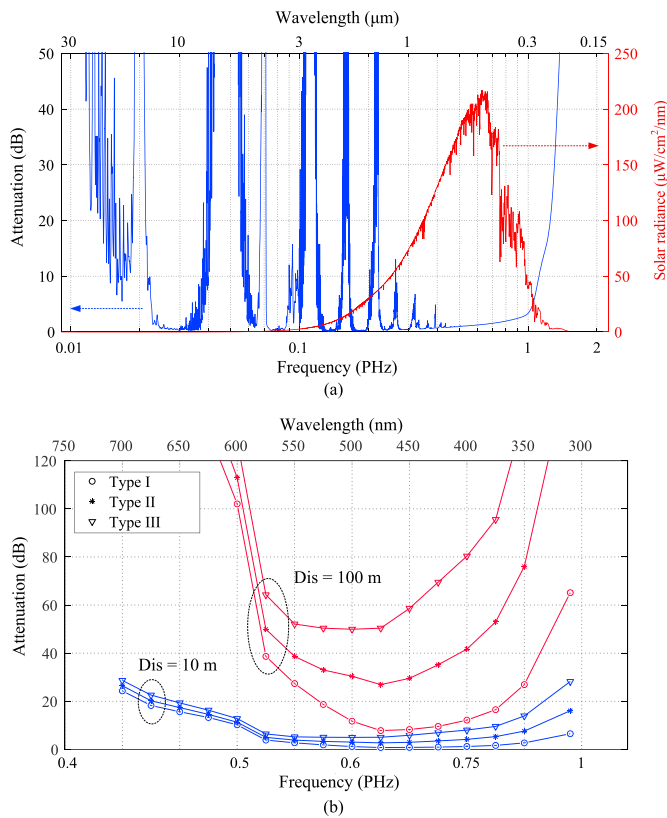 Wavelength (μm)
30 10 3 1 0.3 0.15
50 250
40 200
30 150
20 100
10 50
0 0
Attenuation (dB)
Solar radiance (μW/cm²/nm)
0.01 0.1 1 2
Frequency (PHz)
(a)
Wavelength (nm)
750 700 650 600 550 500 450 400 350 300
120
100
80
60
40
20
0
Attenuation (dB)
Type I
Type II
Type III
Dis = 100 m
Dis = 10 m
0.4 0.5 0.6 0.75 1
Frequency (PHz)
(b)